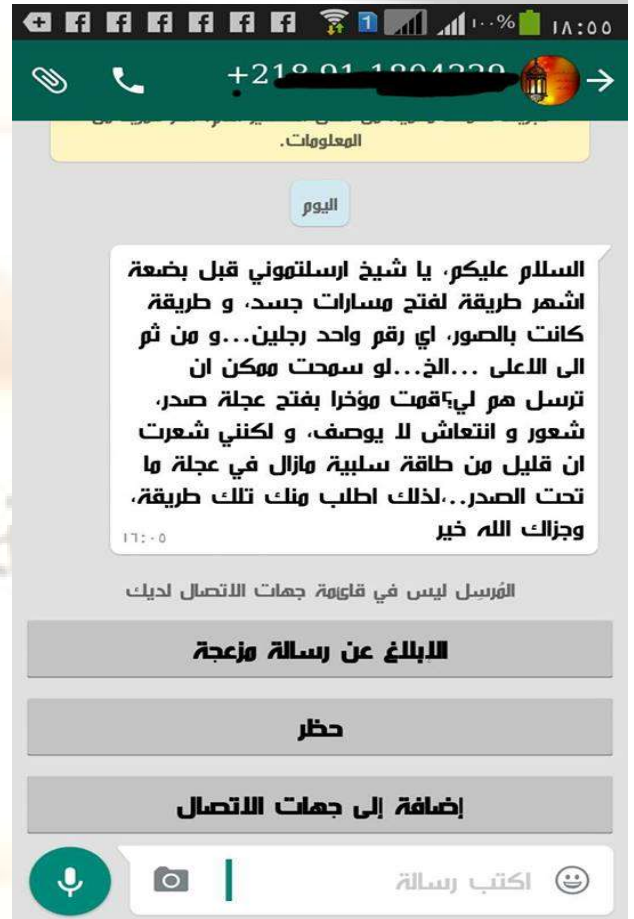 ١٠٠% ١٨:٥٥
المعلومات.
اليوم
السلام عليكم، يا شيخ ارسلتموني قبل بضعة
اشهر طريقة لفتح مسارات جسد، و طريقة
كانت بالصور، اي رقم واحد رجلين...و من ثم
الى الاعلى ...الخ...لو سمحت ممكن ان
ترسل هم لي؟قمت مؤخرا بفتح عجلة صدر،
شعور و انتعاش لا يوصف، و لكنني شعرت
ان قليل من طاقة سلبية مازال في عجلة ما
تحت الصدر..،لذلك اطلب منك تلك طريقة،
وجزاك الله خير
١٦:٠٥
المُرسِل ليس في قائمة جهات الاتصال لديك
الإبلاغ عن رسالة مزعجة
حظر
إضافة إلى جهات الاتصال
اكتب رسالة